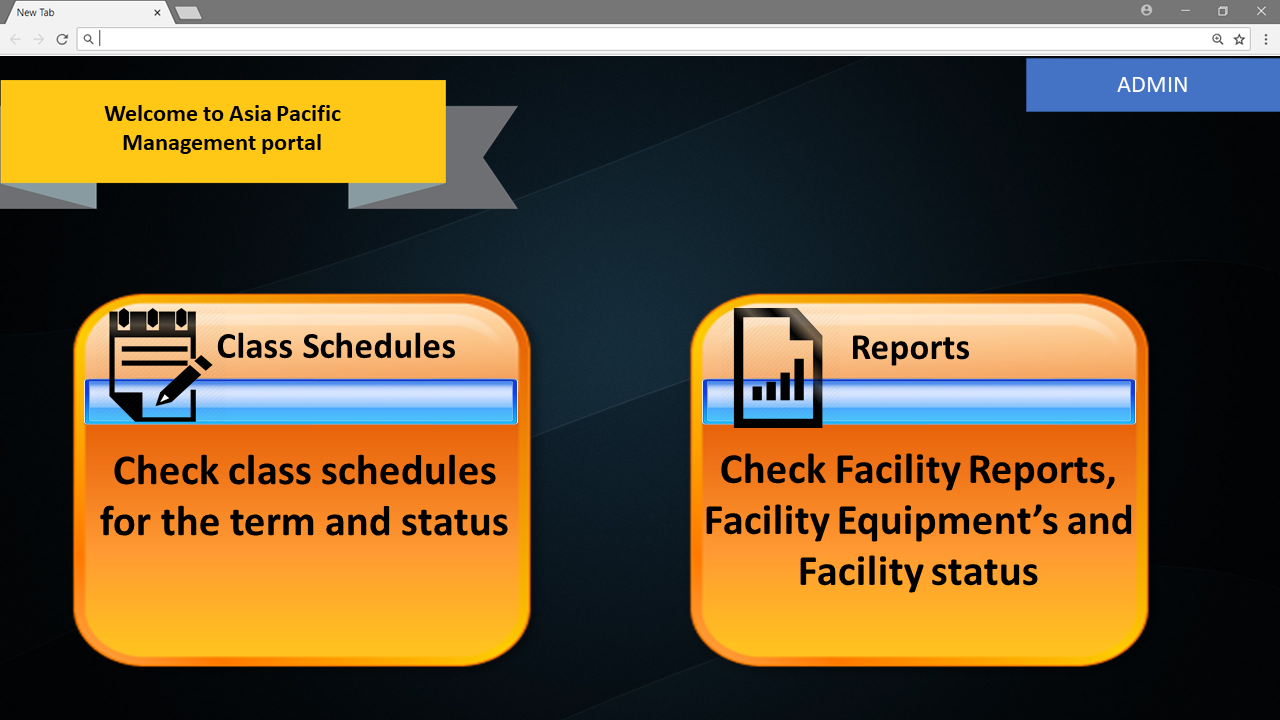 New Tab
ADMIN
Welcome to Asia Pacific
Management portal
Class Schedules
Check class schedules
for the term and status
Reports
Check Facility Reports,
Facility Equipment’s and
Facility status